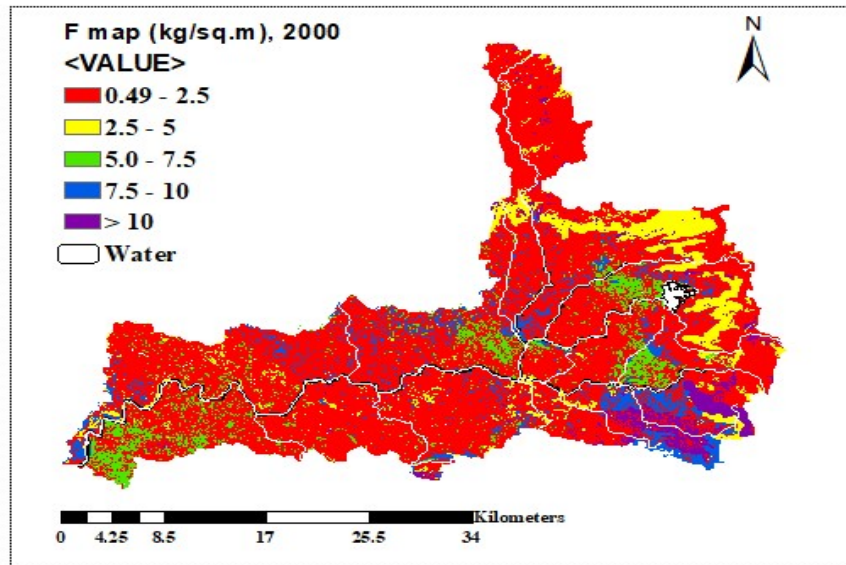 F map (kg/sq.m), 2000
<VALUE>
0.49 - 2.5
2.5 - 5
5.0 - 7.5
7.5 - 10
> 10
Water
N
Kilometers
0 4.25 8.5 17 25.5 34